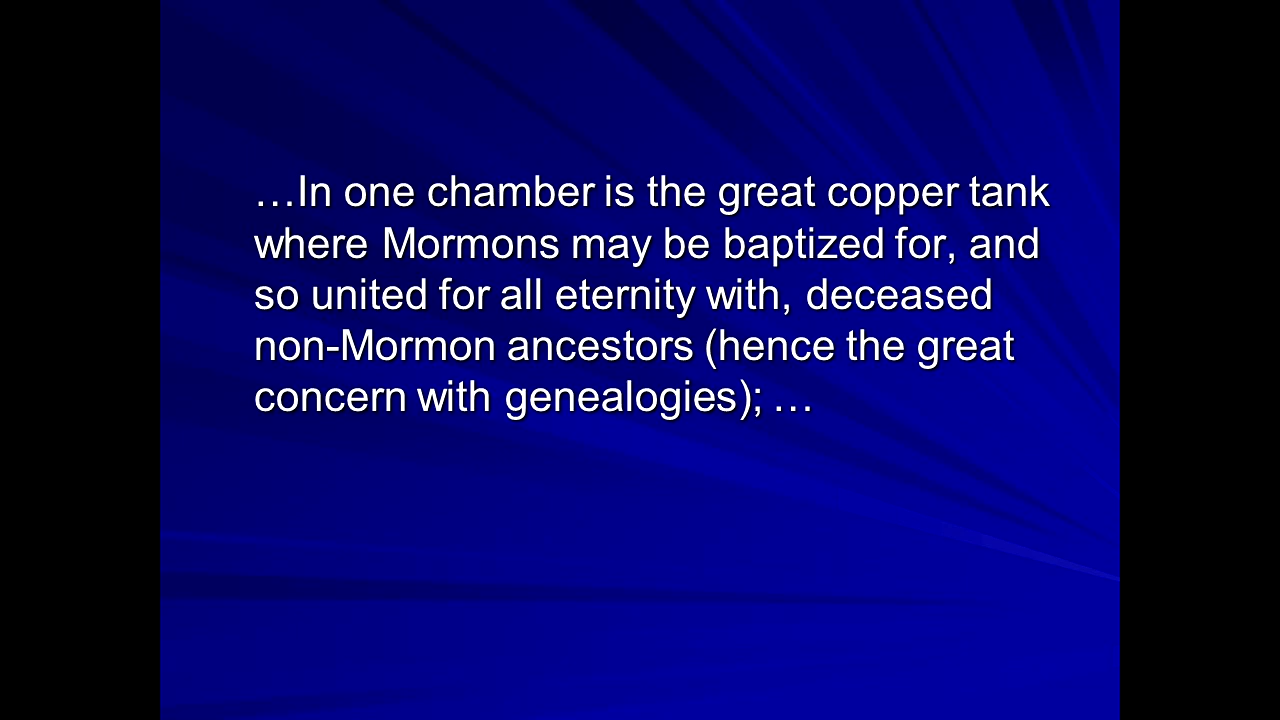 …In one chamber is the great copper tank
where Mormons may be baptized for, and
so united for all eternity with, deceased
non-Mormon ancestors (hence the great
concern with genealogies); …